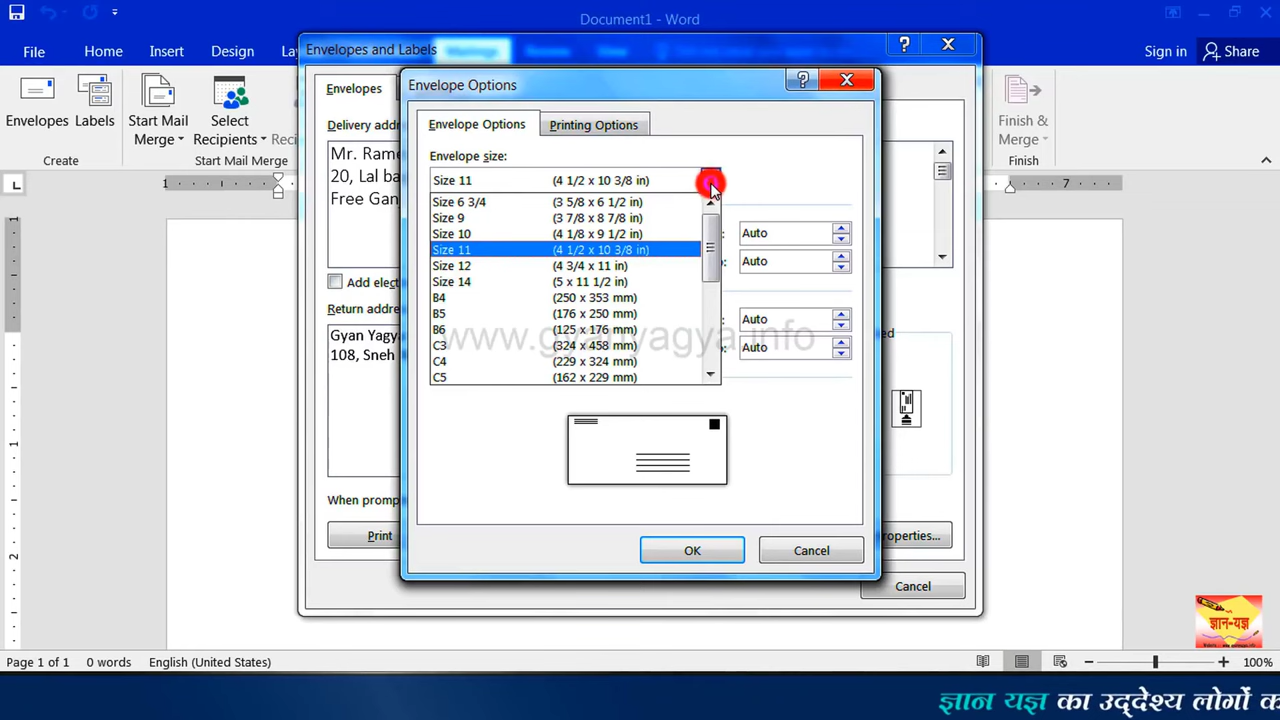 Document1 - Word
File Home Insert Design
Sign in Share
Envelopes and Labels
Envelopes Labels Start Mail Merge Select Recipients Finish & Merge
Create Start Mail Merge Finish
Envelopes
Delivery
Mr.
20, Lal
Free
Add
Return
Gyan
108, Sneh
When
Print
Properties...
Cancel
Envelope Options
Envelope Options Printing Options
Envelope size:
Size 11 (4 1/2 x 10 3/8 in)
Size 6 3/4 (3 5/8 x 6 1/2 in)
Size 9 (3 7/8 x 8 7/8 in)
Size 10 (4 1/8 x 9 1/2 in)
Size 11 (4 1/2 x 10 3/8 in)
Size 12 (4 3/4 x 11 in)
Size 14 (5 x 11 1/2 in)
B4 (250 x 353 mm)
B5 (176 x 250 mm)
B6 (125 x 176 mm)
C3 (324 x 458 mm)
C4 (229 x 324 mm)
C5 (162 x 229 mm)
Auto
Auto
Auto
Auto
www.gyanyagya.info
OK Cancel
ज्ञान-यज्ञ
Page 1 of 1 0 words English (United States) 100%
ज्ञान यज्ञ का उद्देश्य लोगों